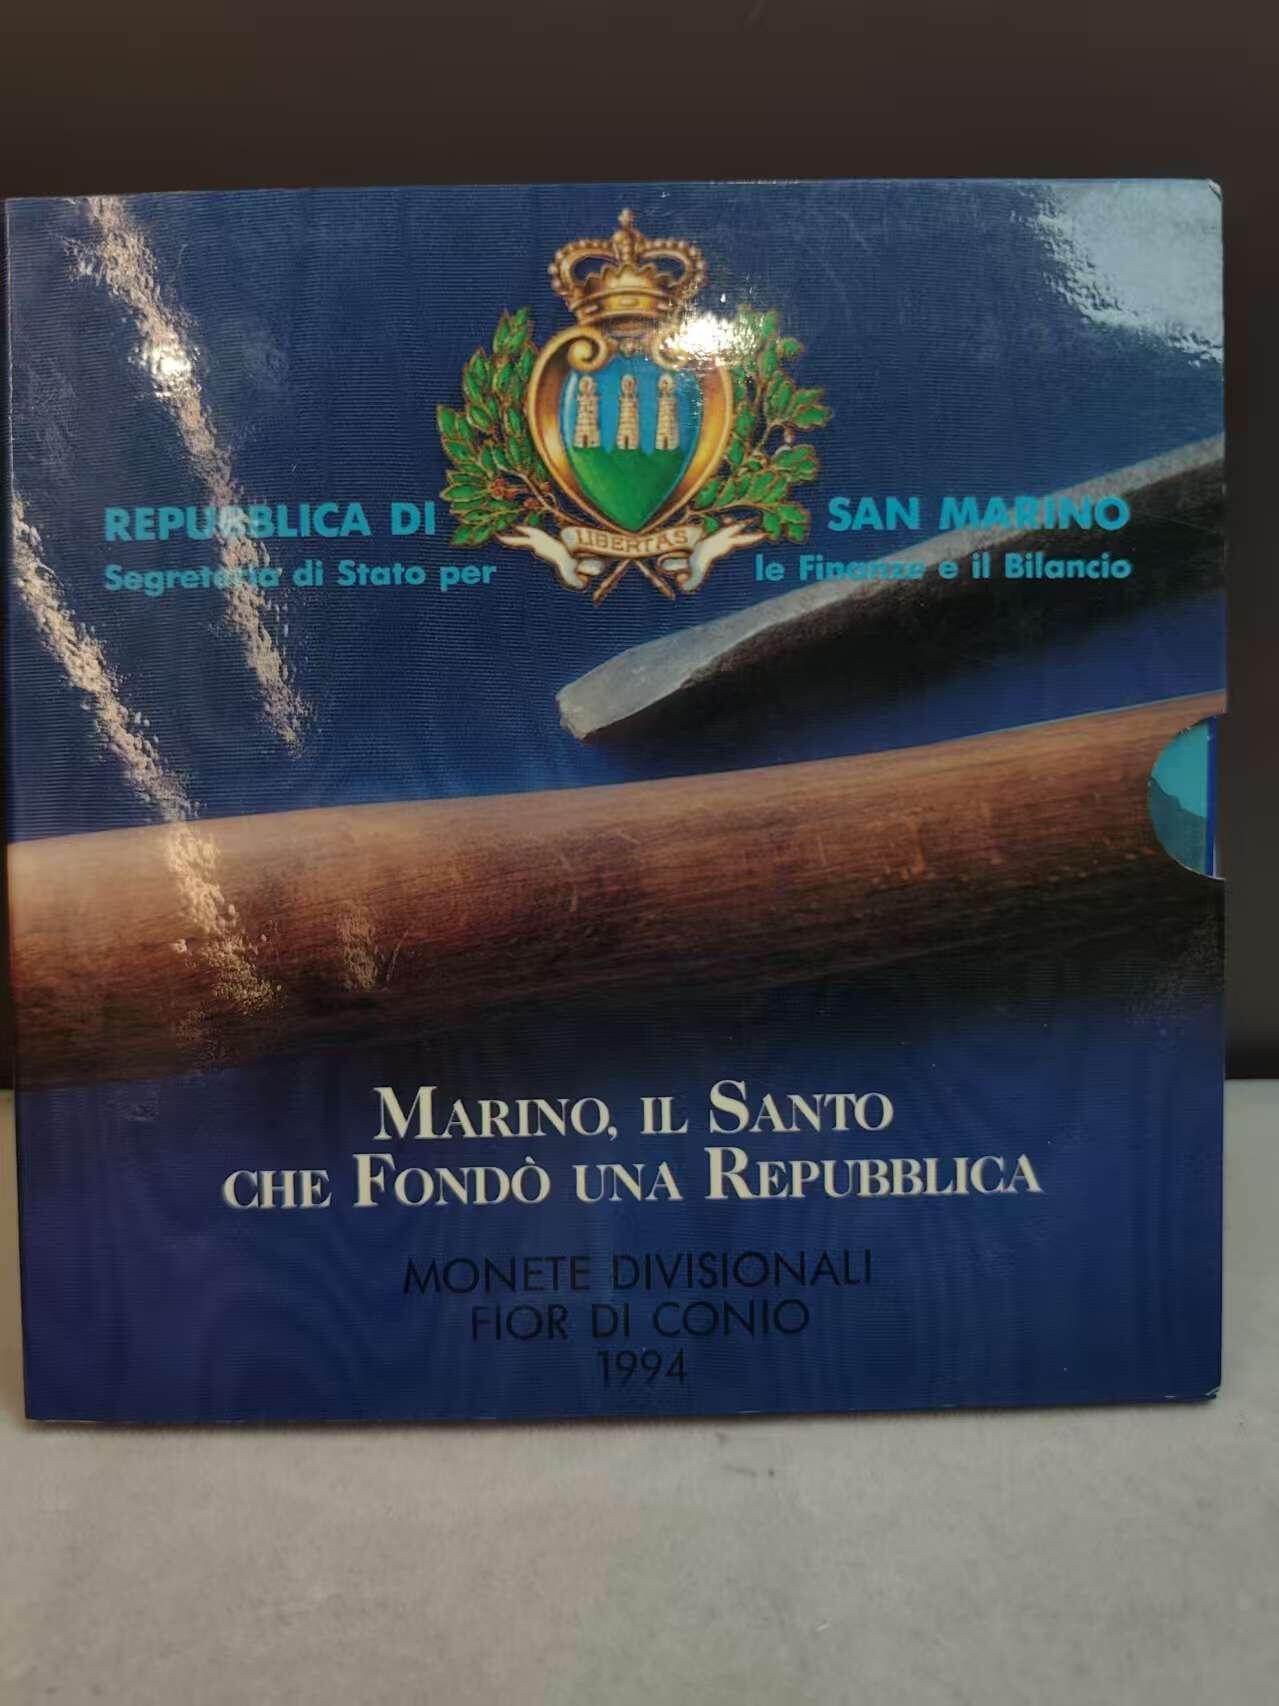 LIBERTAS
REPUBBLICA DI SAN MARINO
Segreteria di Stato per le Finanze e il Bilancio
MARINO, IL SANTO
CHE FONDÒ UNA REPUBBLICA
MONETE DIVISIONALI
FIOR DI CONIO
1994